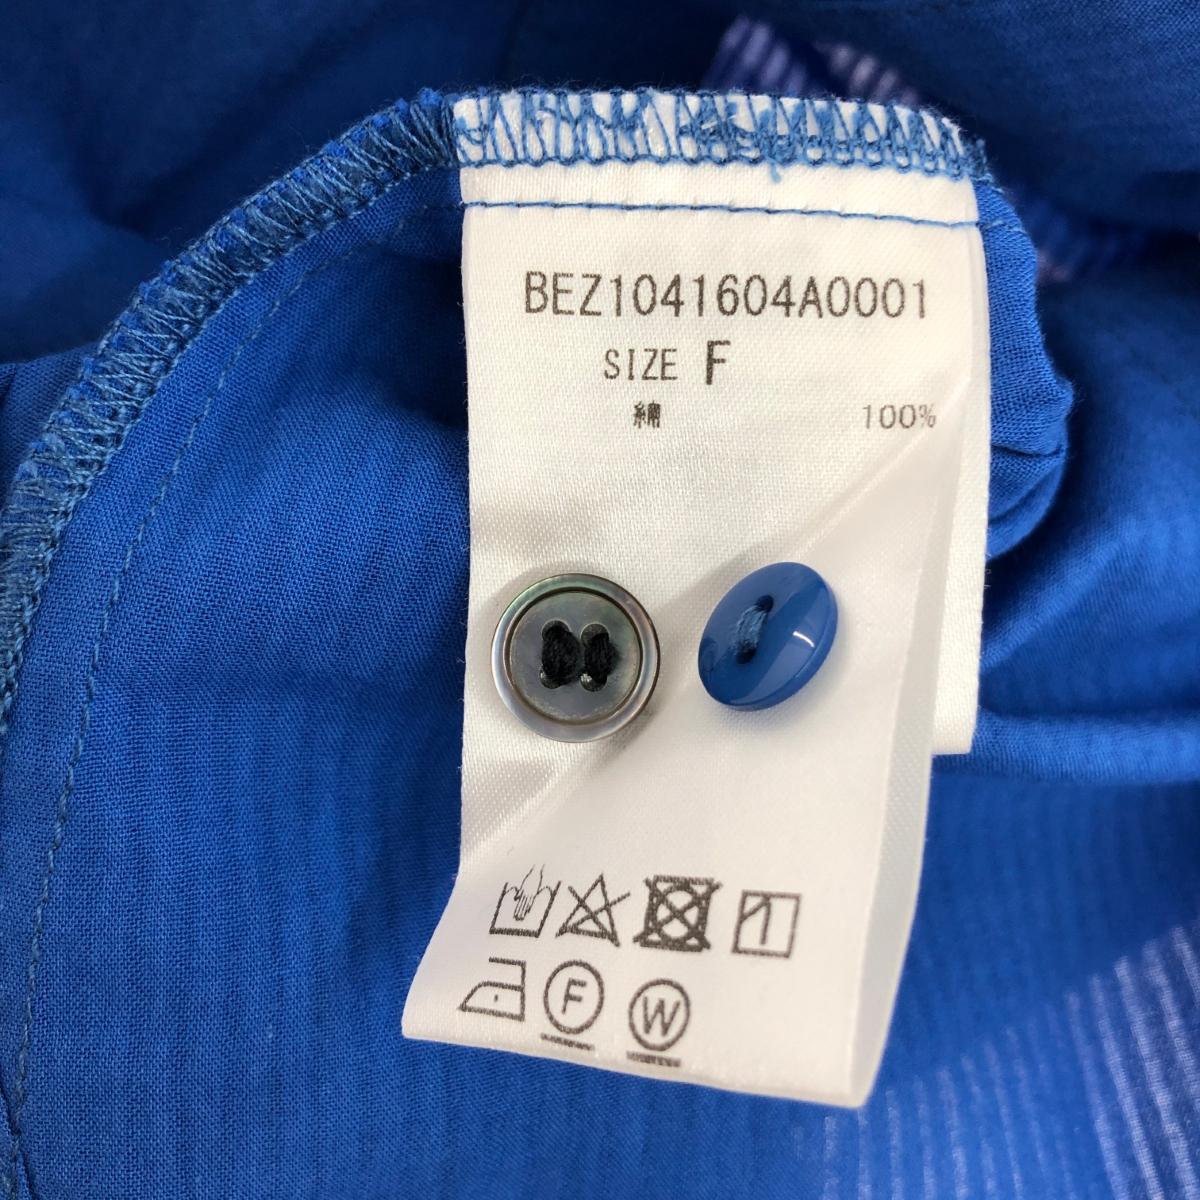 BEZ1041604A0001
SIZE F
綿 100%
F W